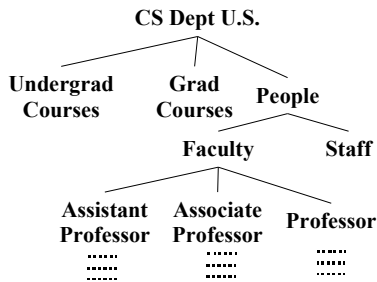 CS Dept U.S.
Undergrad
Courses
Grad
Courses
People
Faculty
Staff
Assistant
Professor
Associate
Professor
Professor